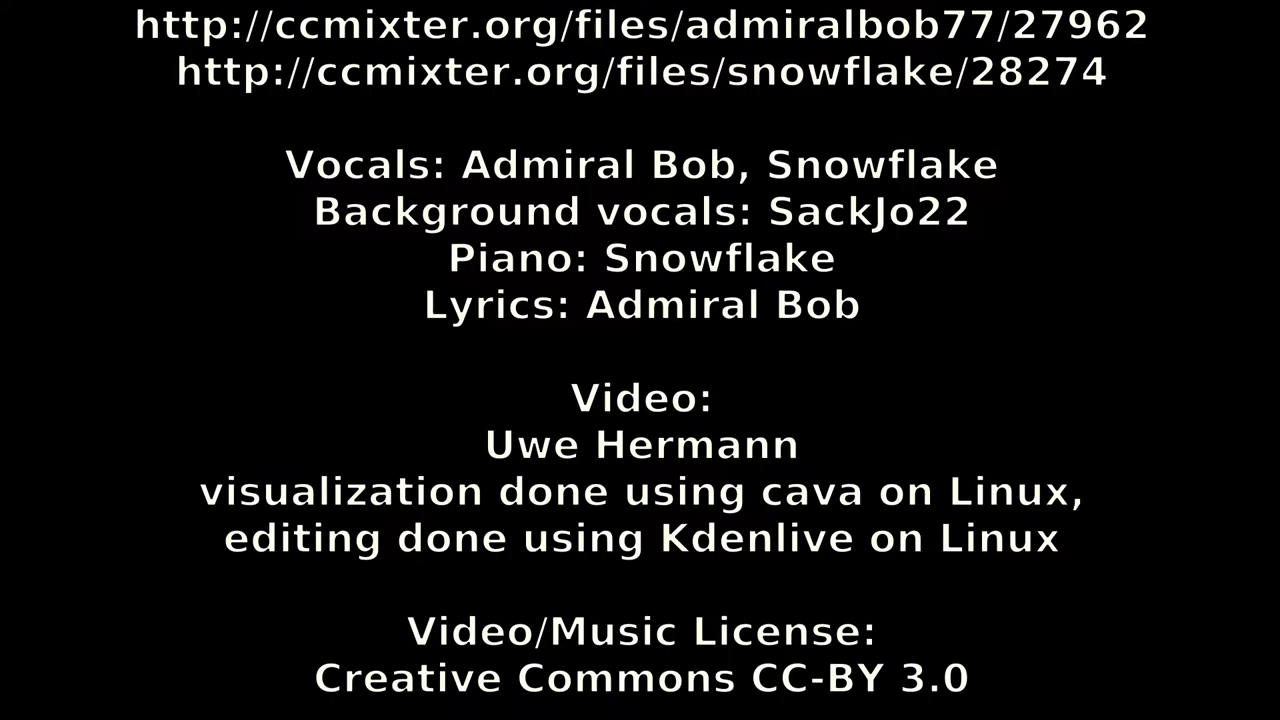 http://ccmixter.org/files/admiralbob77/27962
http://ccmixter.org/files/snowflake/28274
Vocals: Admiral Bob, Snowflake
Background vocals: SackJo22
Piano: Snowflake
Lyrics: Admiral Bob
Video:
Uwe Hermann
visualization done using cava on Linux,
editing done using Kdenlive on Linux
Video/Music License:
Creative Commons CC-BY 3.0